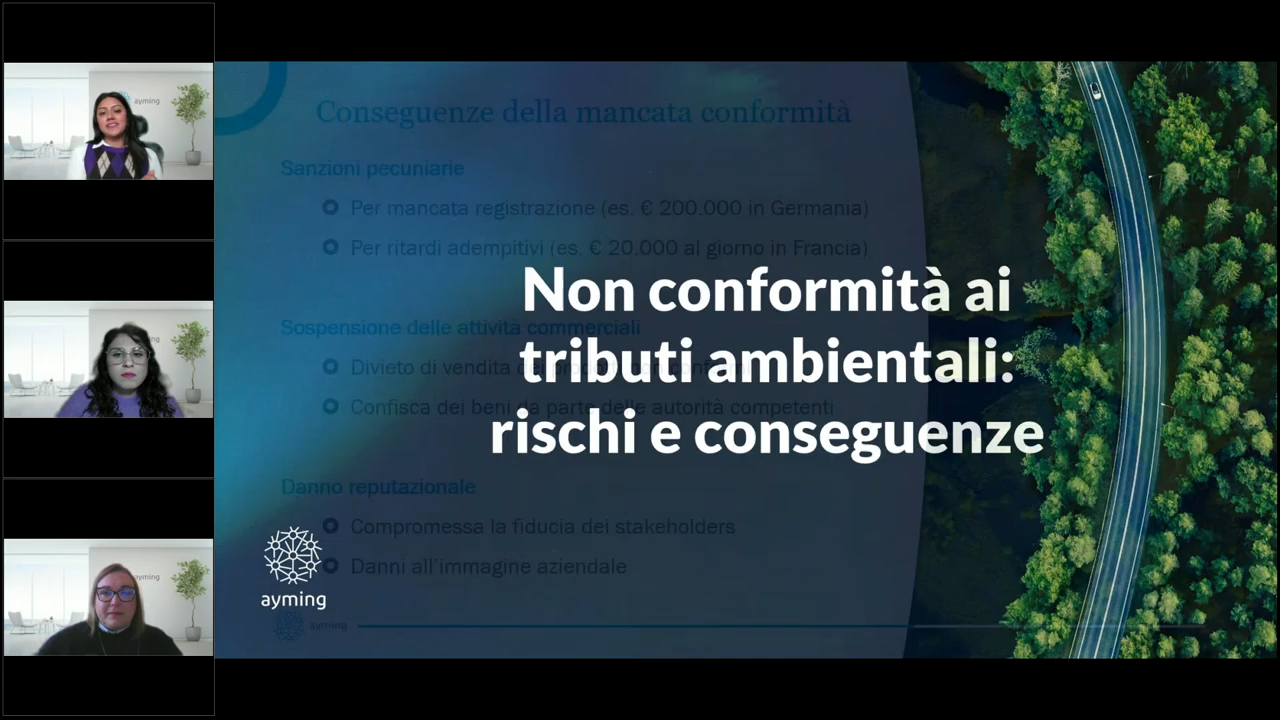 ayming
ayming
ayming
Conseguenze della mancata conformità
Sanzioni pecuniarie
Per mancata registrazione (es. € 200.000 in Germania)
Per ritardi adempitivi (es. € 20.000 al giorno in Francia)
Non conformità ai
tributi ambientali:
rischi e conseguenze
Sospensione delle attività commerciali
Divieto di vendita
Confisca dei beni da parte delle autorità competenti
Danno reputazionale
Compromessa la fiducia dei stakeholders
Danni all'immagine aziendale
ayming
ayming